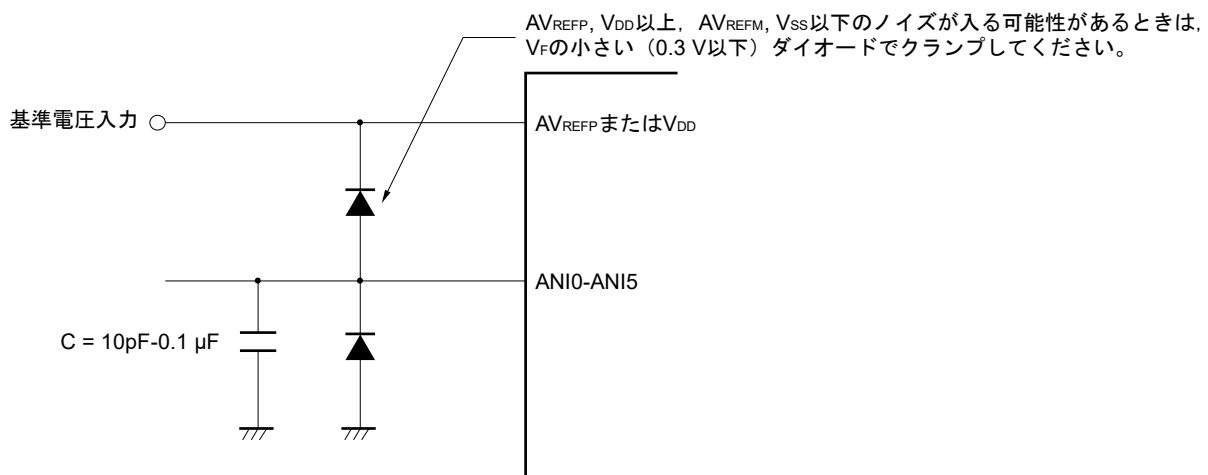 AVREFP, VDD以上, AVREFM, VSS以下のノイズが入る可能性があるときは,
VFの小さい（0.3 V以下）ダイオードでクランプしてください。
基準電圧入力
AVREFPまたはVDD
ANI0-ANI5
C = 10pF-0.1 µF